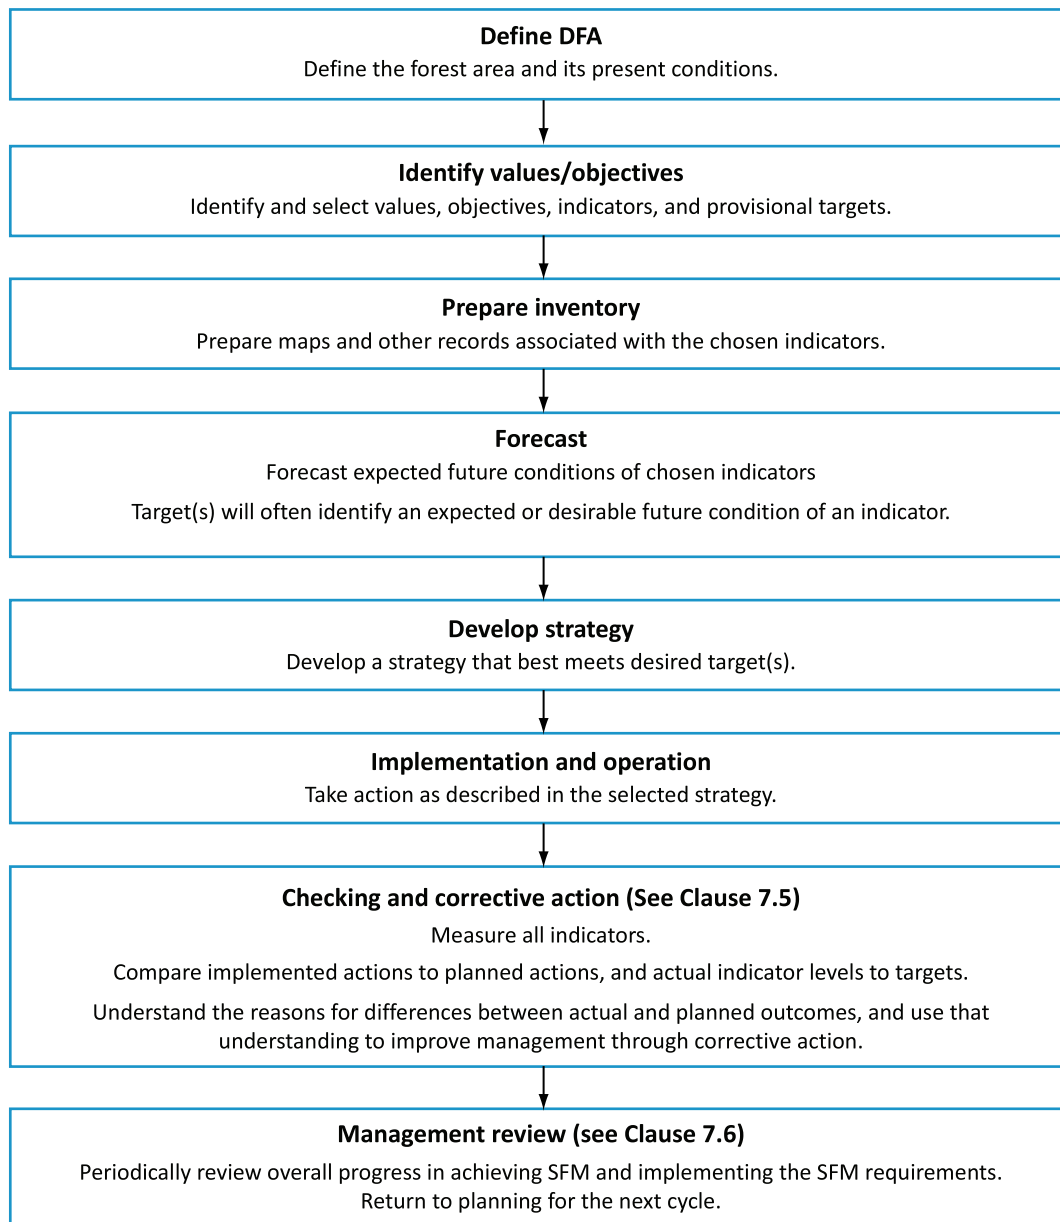 Define DFA
Define the forest area and its present conditions.
Identify values/objectives
Identify and select values, objectives, indicators, and provisional targets.
Prepare inventory
Prepare maps and other records associated with the chosen indicators.
Forecast
Forecast expected future conditions of chosen indicators
Target(s) will often identify an expected or desirable future condition of an indicator.
Develop strategy
Develop a strategy that best meets desired target(s).
Implementation and operation
Take action as described in the selected strategy.
Checking and corrective action (See Clause 7.5)
Measure all indicators.
Compare implemented actions to planned actions, and actual indicator levels to targets.
Understand the reasons for differences between actual and planned outcomes, and use that
understanding to improve management through corrective action.
Management review (see Clause 7.6)
Periodically review overall progress in achieving SFM and implementing the SFM requirements.
Return to planning for the next cycle.